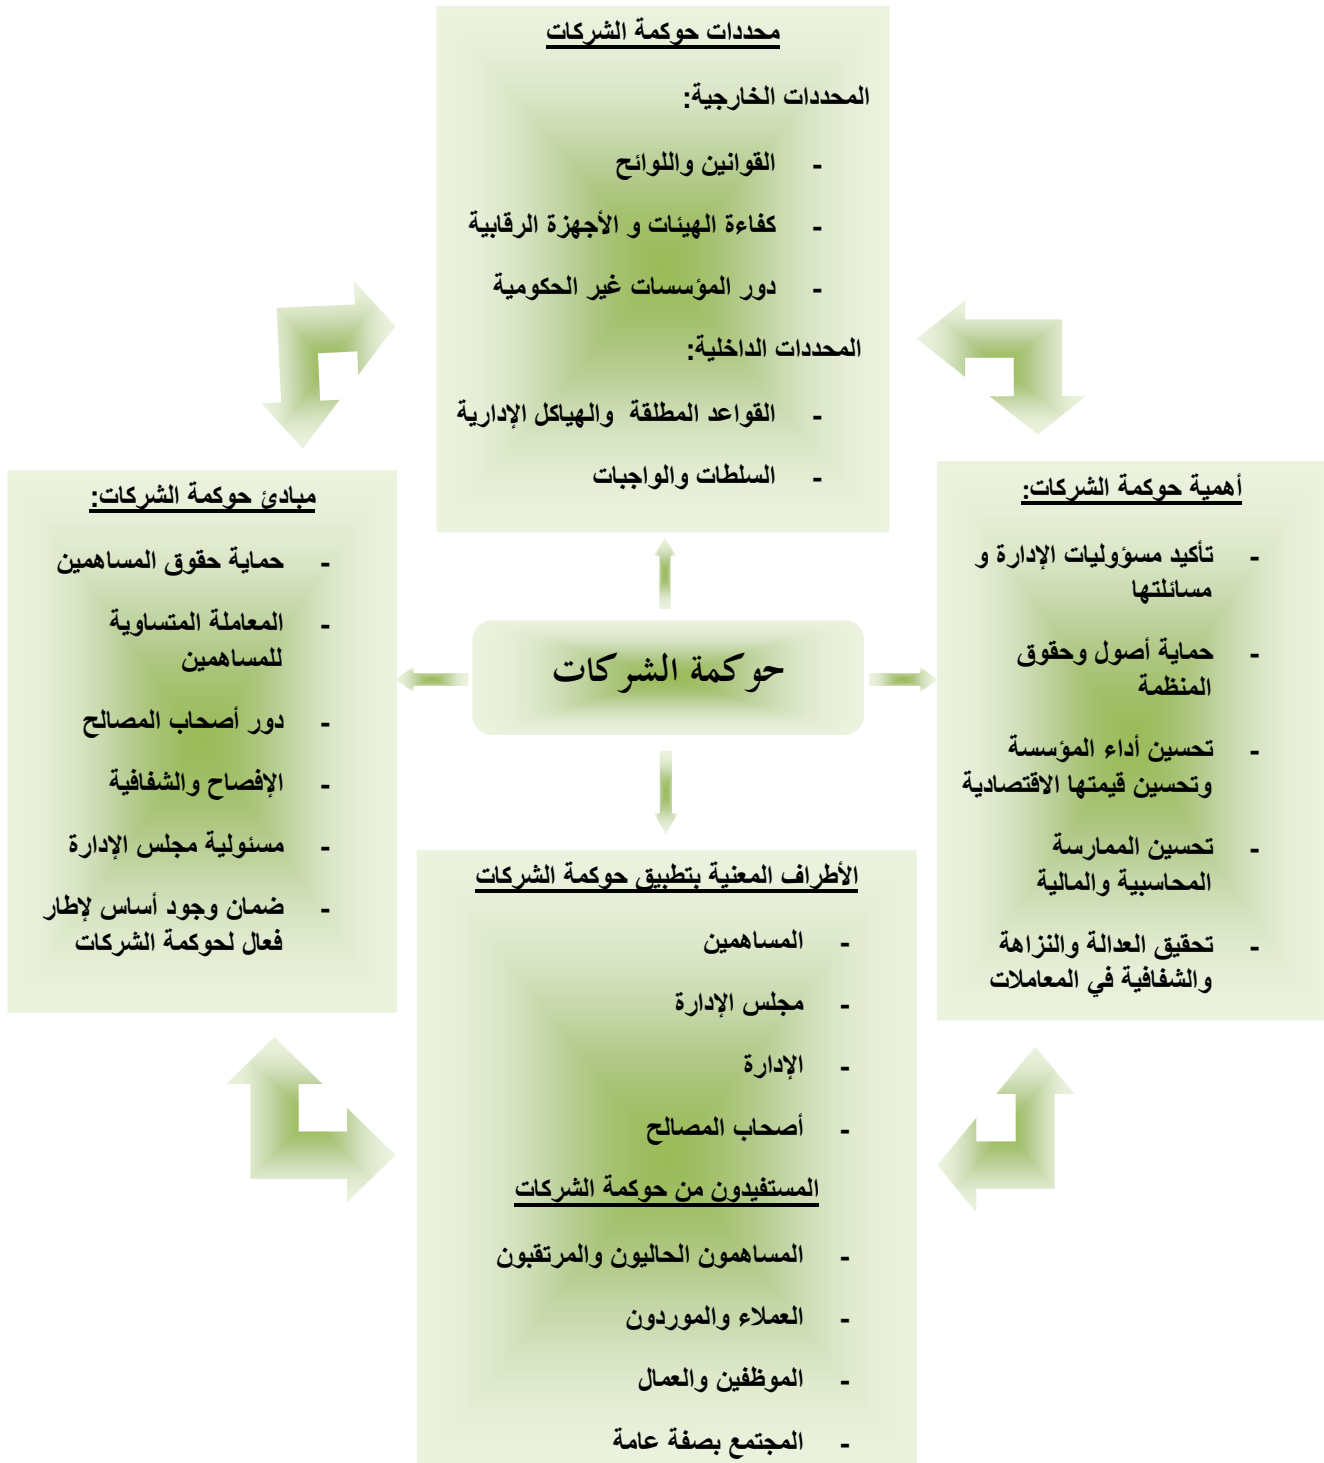 محددات حوكمة الشركات
المحددات الخارجية:
- القوانين واللوائح
- كفاءة الهيئات و الأجهزة الرقابية
- دور المؤسسات غير الحكومية
المحددات الداخلية:
- القواعد المطلقة والهياكل الإدارية
- السلطات والواجبات
أهمية حوكمة الشركات:
- تأكيد مسؤوليات الإدارة و
مسائلتها
- حماية أصول وحقوق
المنظمة
- تحسين أداء المؤسسة
وتحسين قيمتها الاقتصادية
- تحسين الممارسة
المحاسبية والمالية
- تحقيق العدالة والنزاهة
والشفافية في المعاملات
حوكمة الشركات
مبادئ حوكمة الشركات:
- حماية حقوق المساهمين
- المعاملة المتساوية
للمساهمين
- دور أصحاب المصالح
- الإفصاح والشفافية
- مسئولية مجلس الإدارة
- ضمان وجود أساس لإطار
فعال لحوكمة الشركات
الأطراف المعنية بتطبيق حوكمة الشركات
- المساهمين
- مجلس الإدارة
- الإدارة
- أصحاب المصالح
المستفيدون من حوكمة الشركات
- المساهمون الحاليون والمرتقبون
- العملاء والموردون
- الموظفين والعمال
- المجتمع بصفة عامة